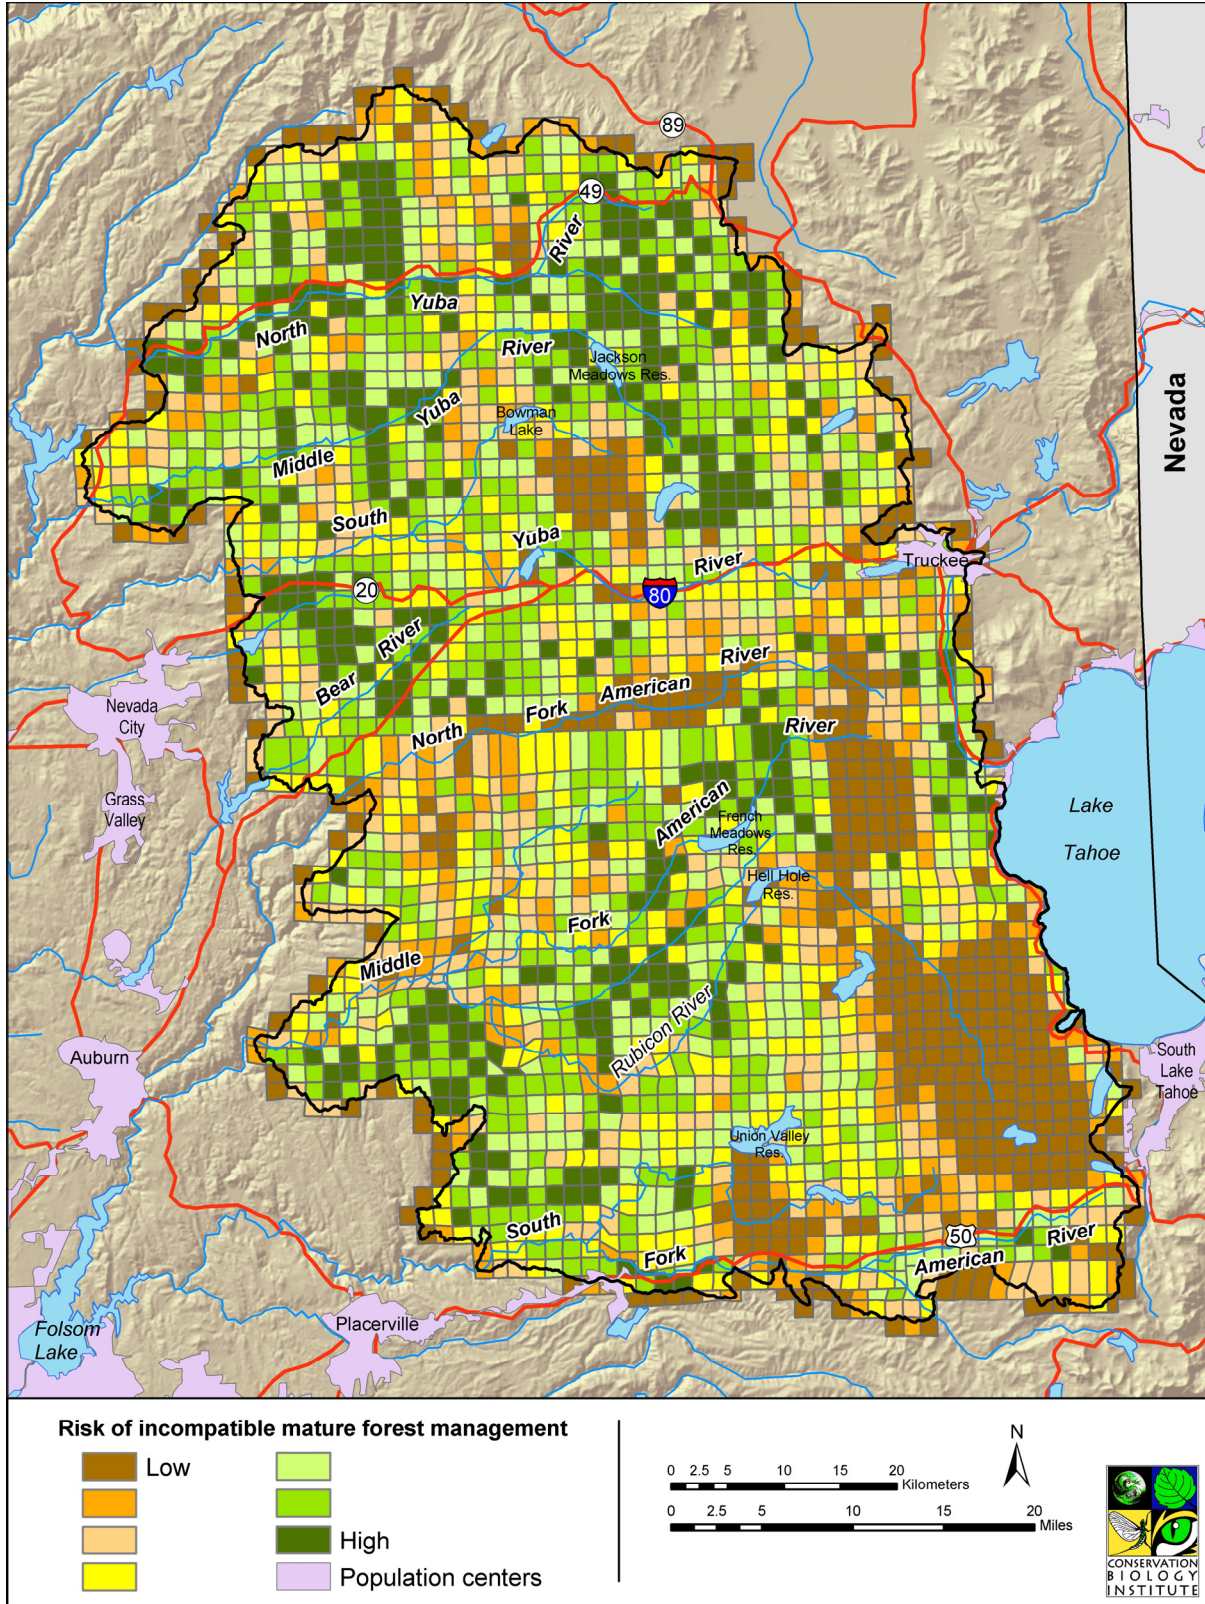 89
49
River
Yuba
North
River
Jackson
Meadows Res.
Yuba
Bowman
Lake
Middle
Nevada
South
Yuba
River
Truckee
20
80
River
Bear
River
American
Fork
North
River
Nevada
City
Grass
Valley
American
French
Meadows
Res.
Lake
Tahoe
Hell Hole
Res.
Fork
Middle
Rubicon River
Auburn
South
Lake
Tahoe
Union Valley
Res.
South
Fork
50
American
River
Placerville
Folsom
Lake
Risk of incompatible mature forest management
Low
High
Population centers
0 2.5 5 10 15 20
Kilometers
0 2.5 5 10 15 20
Miles
N
CONSERVATION
BIOLOGY
INSTITUTE